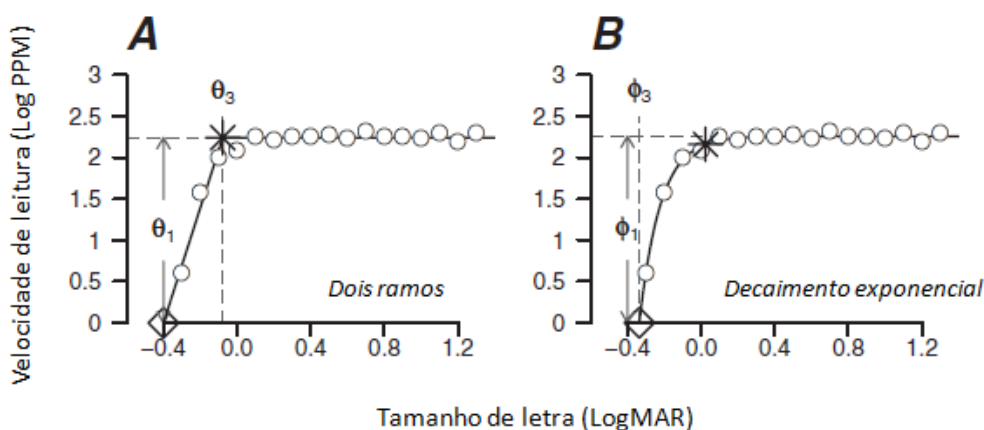 A
B
Velocidade de leitura (Log PPM)
3
2.5
2
1.5
1
0.5
0
θ3
θ1
Dois ramos
−0.4 0.0 0.4 0.8 1.2
3
2.5
2
1.5
1
0.5
0
ϕ3
ϕ1
Decaimento exponencial
−0.4 0.0 0.4 0.8 1.2
Tamanho de letra (LogMAR)